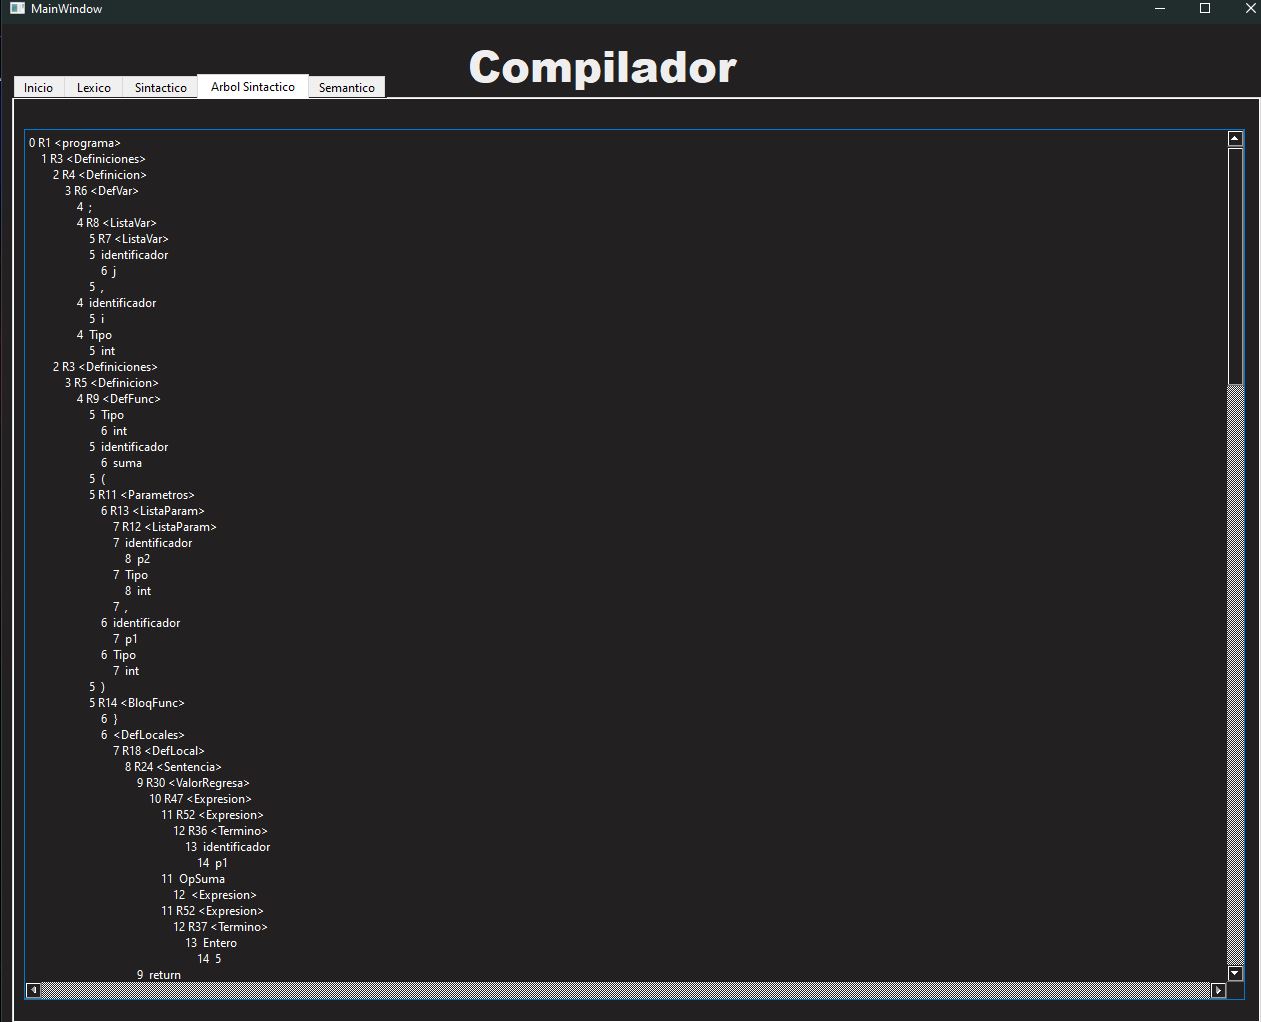 MainWindow
Compilador
Inicio Lexico Sintactico Arbol Sintactico Semantico
0 R1 <programa>
1 R3 <Definiciones>
2 R4 <Definicion>
3 R6 <DefVar>
4 ;
4 R8 <ListaVar>
5 R7 <ListaVar>
5 identificador
6 j
5 ,
4 identificador
5 i
4 Tipo
5 int
2 R3 <Definiciones>
3 R5 <Definicion>
4 R9 <DefFunc>
5 Tipo
6 int
5 identificador
6 suma
5 (
5 R11 <Parametros>
6 R13 <ListaParam>
7 R12 <ListaParam>
7 identificador
8 p2
7 Tipo
8 int
7 ,
6 identificador
7 p1
6 Tipo
7 int
5 )
5 R14 <BloqFunc>
6 }
6 <DefLocales>
7 R18 <DefLocal>
8 R24 <Sentencia>
9 R30 <ValorRegresa>
10 R47 <Expresion>
11 R52 <Expresion>
12 R36 <Termino>
13 identificador
14 p1
11 OpSuma
12 <Expresion>
11 R52 <Expresion>
12 R37 <Termino>
13 Entero
14 5
9 return